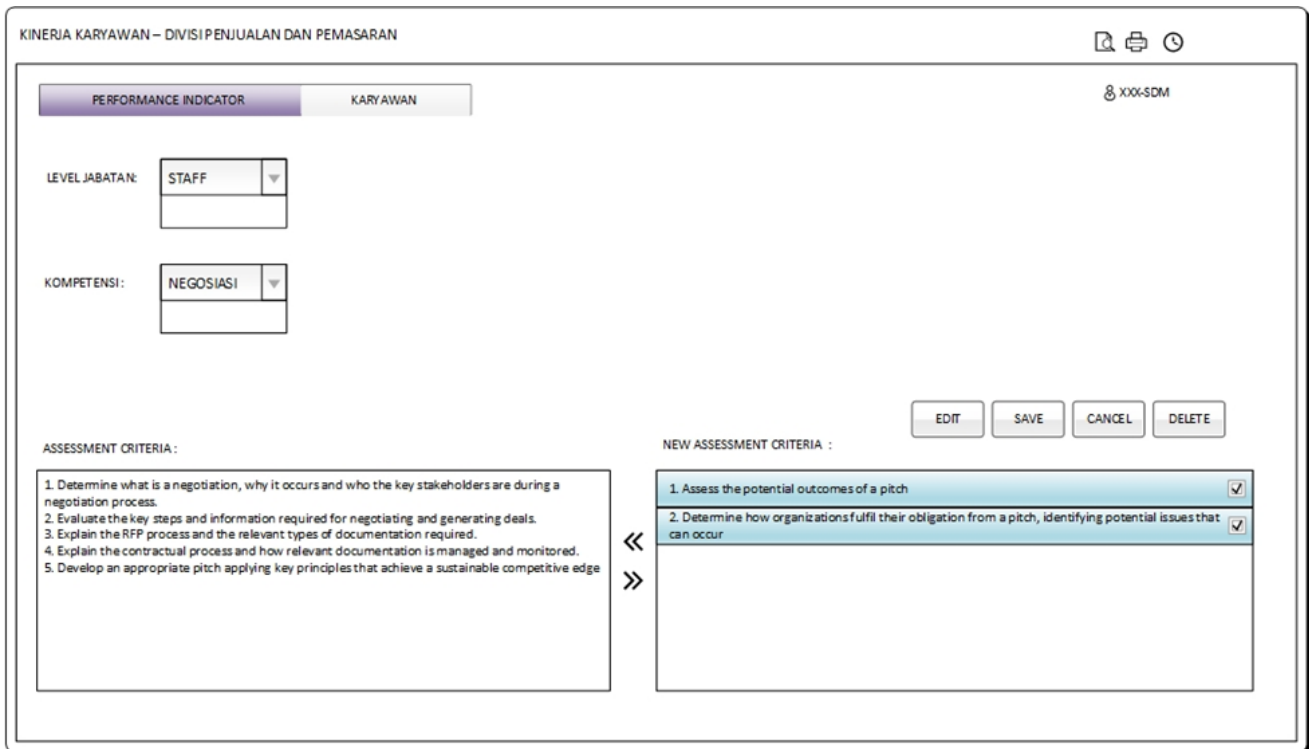 KINERJA KARYAWAN – DIVISI PENJUALAN DAN PEMASARAN
XXX-SDM
PERFORMANCE INDICATOR
KARYAWAN
LEVEL JABATAN:
STAFF
KOMPETENSI :
NEGOSIASI
EDIT
SAVE
CANCEL
DELETE
ASSESSMENT CRITERIA :
1. Determine what is a negotiation, why it occurs and who the key stakeholders are during a
negotiation process.
2. Evaluate the key steps and information required for negotiating and generating deals.
3. Explain the RFP process and the relevant types of documentation required.
4. Explain the contractual process and how relevant documentation is managed and monitored.
5. Develop an appropriate pitch applying key principles that achieve a sustainable competitive edge
NEW ASSESSMENT CRITERIA :
1. Assess the potential outcomes of a pitch
2. Determine how organizations fulfil their obligation from a pitch, identifying potential issues that
can occur